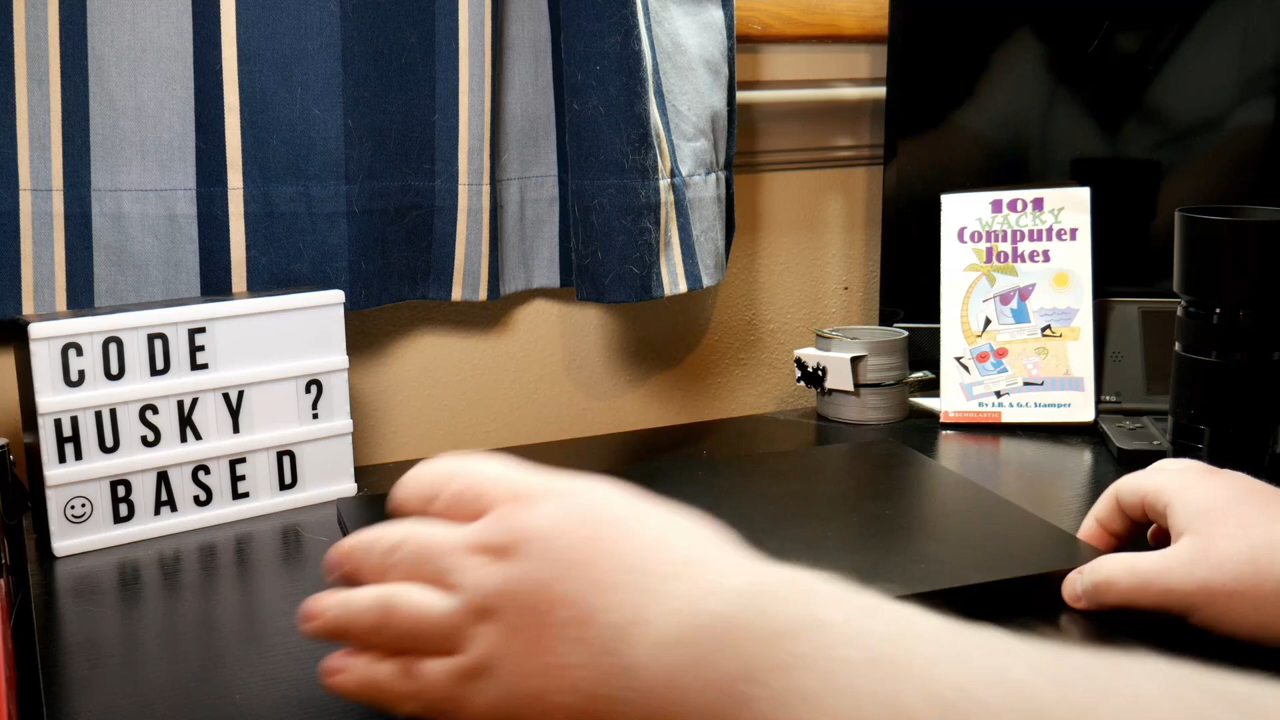 CODE
HUSKY ?
☺BASED
101
WACKY
Computer
Jokes
By J.B. & G.C. Stamper
SCHOLASTIC